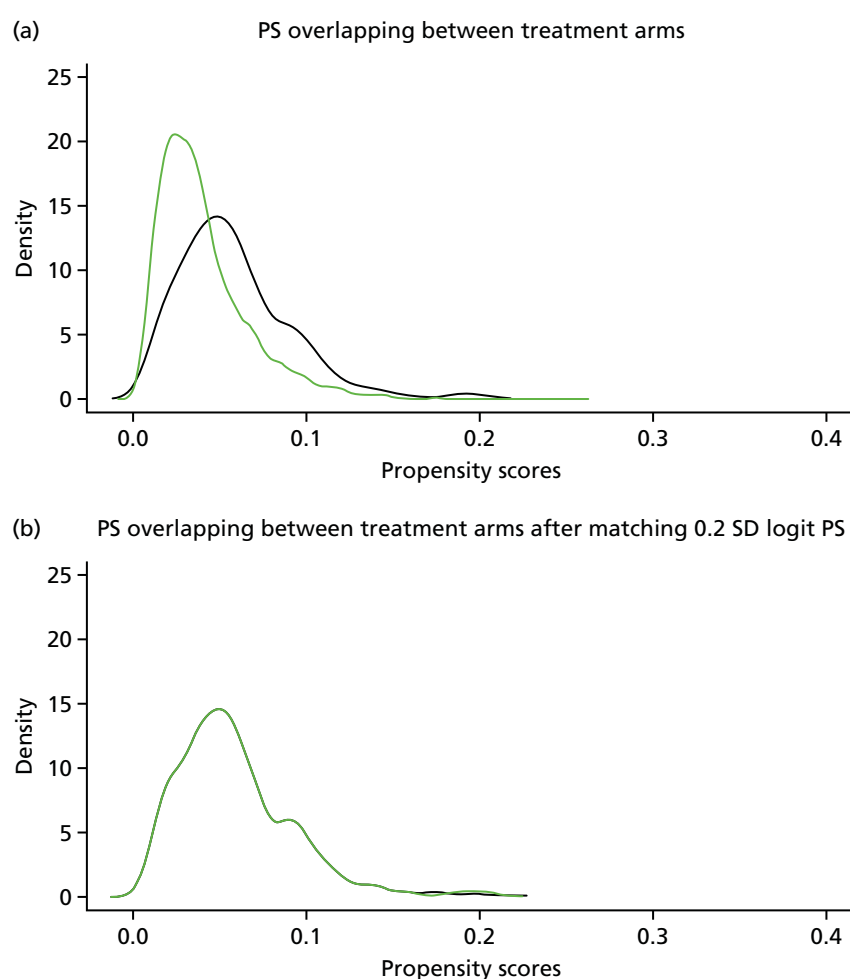 (a) PS overlapping between treatment arms
25
20
15
10
5
0
Density
0.0 0.1 0.2 0.3 0.4
Propensity scores
(b) PS overlapping between treatment arms after matching 0.2 SD logit PS
25
20
15
10
5
0
Density
0.0 0.1 0.2 0.3 0.4
Propensity scores